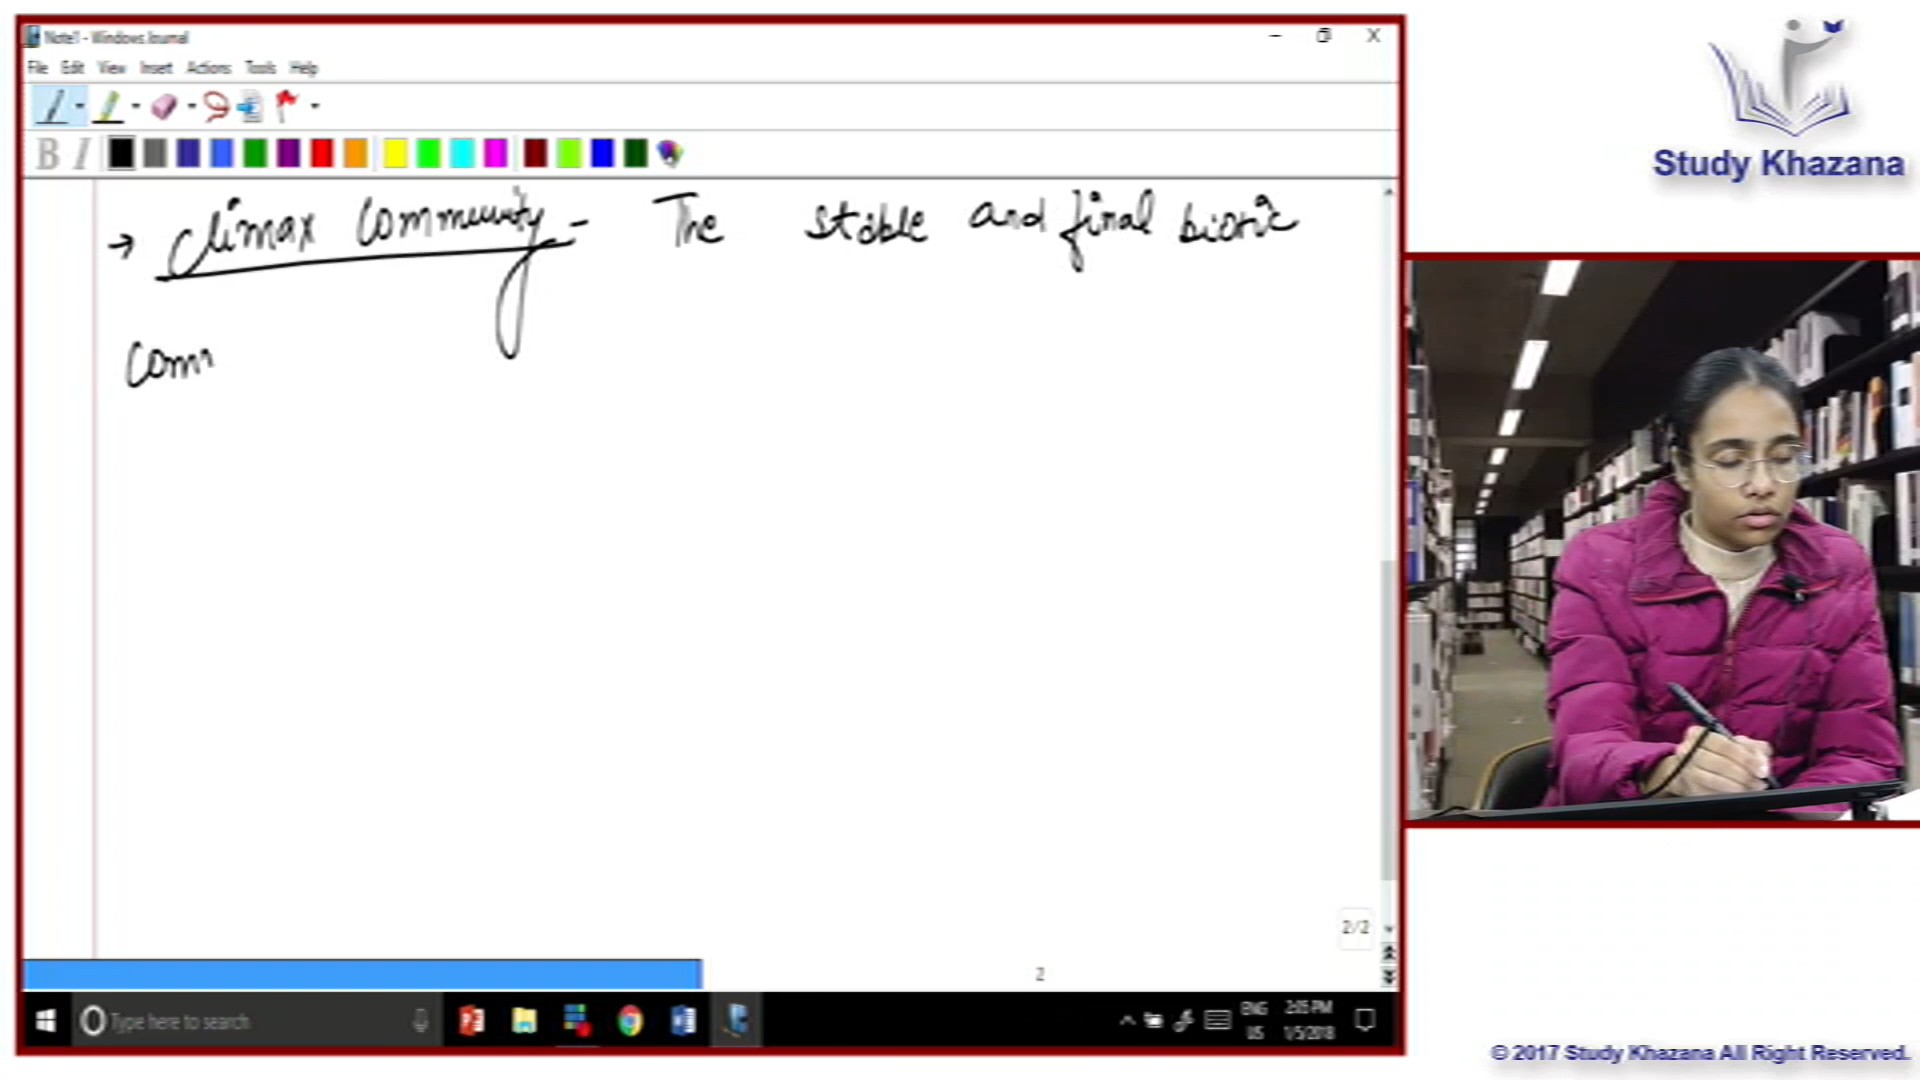 Note1 - Windows Journal
File Edit View Insert Actions Tools Help
B I
→ Climax Community - The stable and final biotic
Comm
2/2
2
Type here to search
ENG
US
2:05 PM
1/5/2018
Study Khazana
© 2017 Study Khazana All Right Reserved.